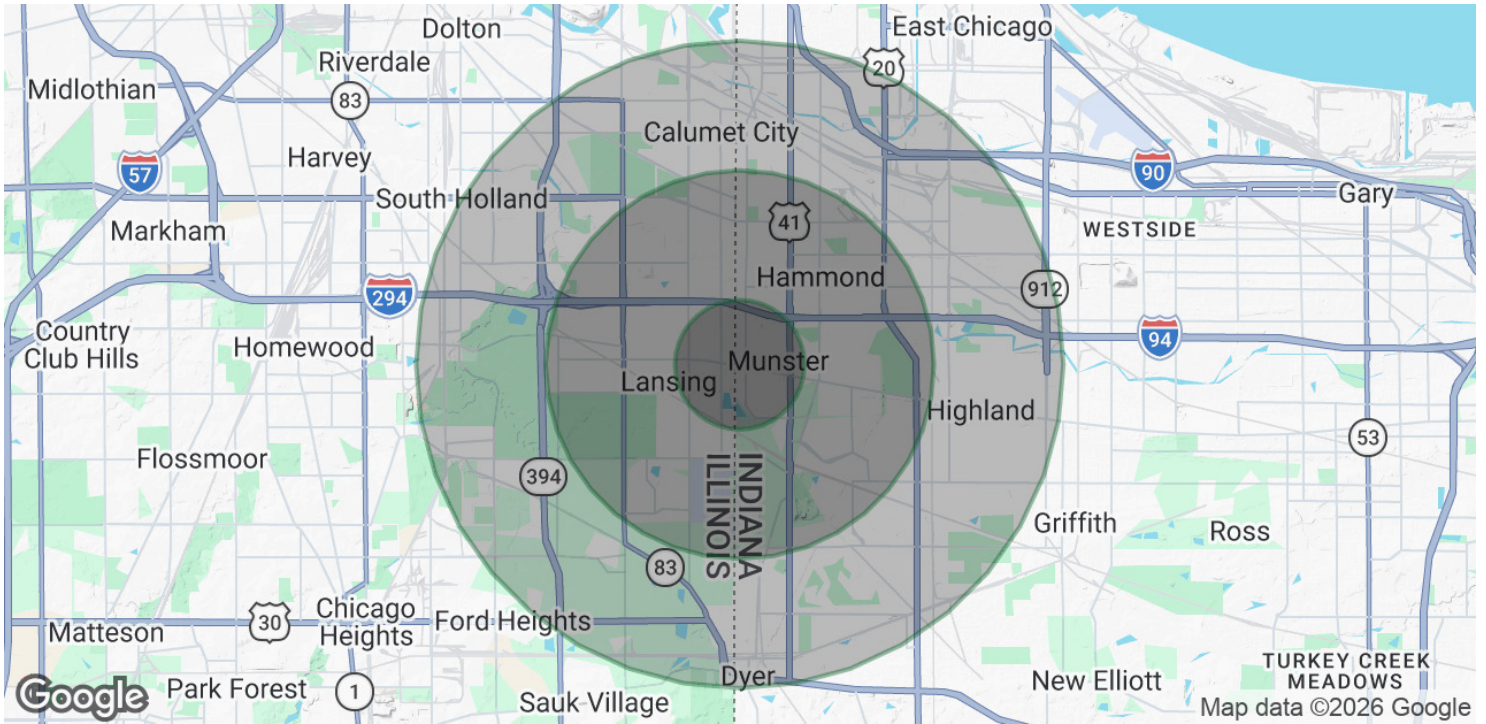 Dolton
East Chicago
Riverdale
20
Midlothian
83
Calumet City
Harvey
57
90
South Holland
Gary
41
Markham
WESTSIDE
Hammond
294
912
Country
Club Hills
94
Homewood
Munster
Lansing
Highland
53
Flossmoor
394
INDIANA
ILLINOIS
Griffith
Ross
83
Chicago
Heights
30
Ford Heights
Matteson
TURKEY CREEK
MEADOWS
Dyer
New Elliott
Park Forest
1
Sauk Village
Google
Map data ©2026 Google